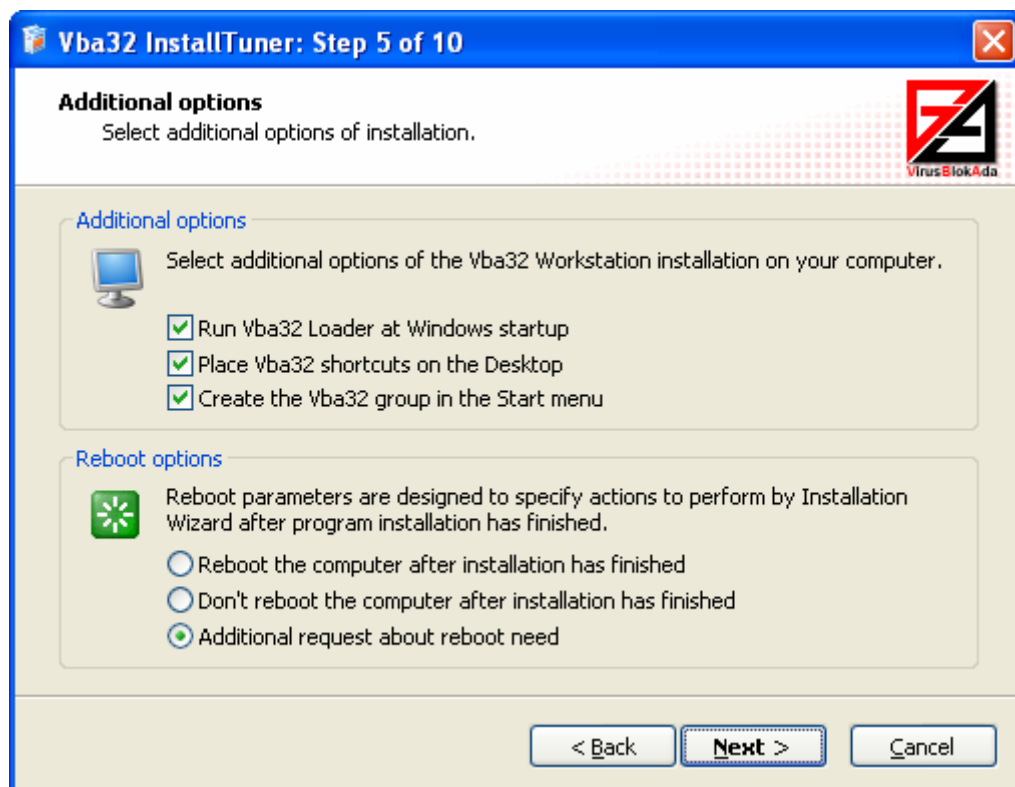 Vba32 InstallTuner: Step 5 of 10
Additional options
Select additional options of installation.
VirusBlokAda
Additional options
Select additional options of the Vba32 Workstation installation on your computer.
Run Vba32 Loader at Windows startup
Place Vba32 shortcuts on the Desktop
Create the Vba32 group in the Start menu
Reboot options
Reboot parameters are designed to specify actions to perform by Installation
Wizard after program installation has finished.
Reboot the computer after installation has finished
Don't reboot the computer after installation has finished
Additional request about reboot need
< Back Next > Cancel